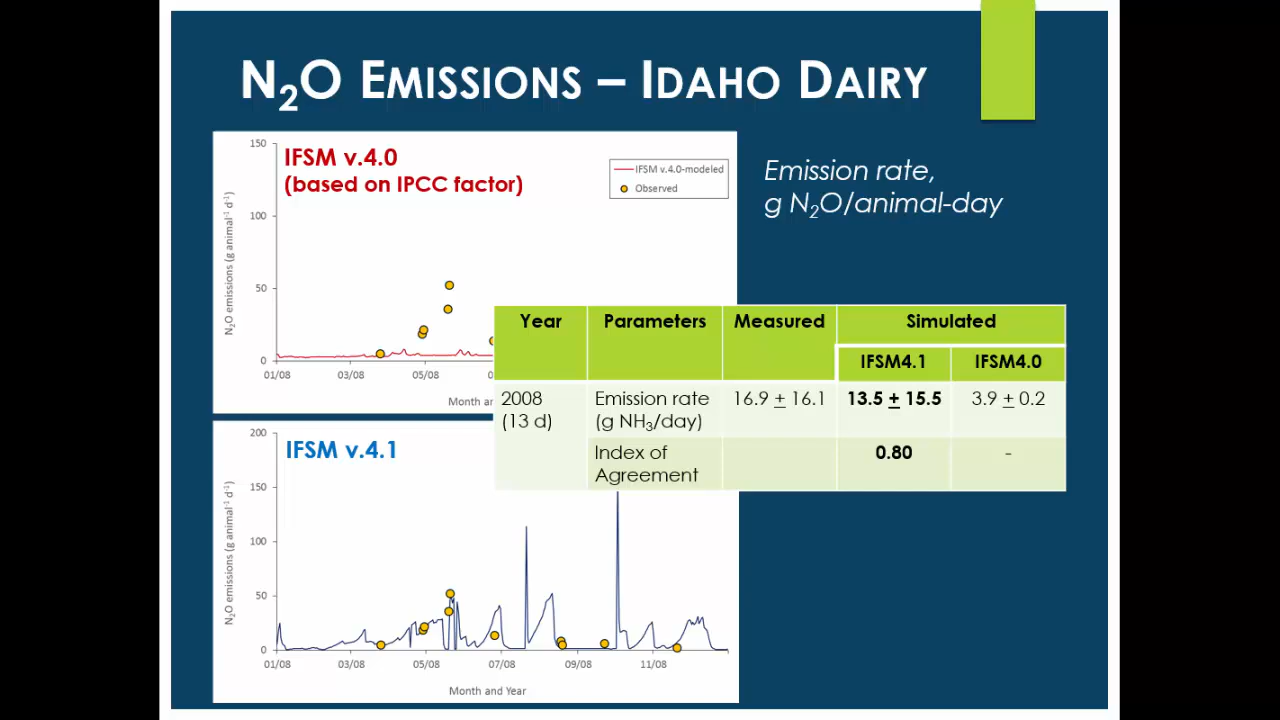 N₂O EMISSIONS – IDAHO DAIRY
IFSM v.4.0
(based on IPCC factor)
IFSM v.4.0-modeled
Observed
N₂O emissions (g animal⁻¹ d⁻¹)
150
100
50
0
01/08 03/08 05/08 0
Month an
Emission rate,
g N₂O/animal-day
Year Parameters Measured Simulated
IFSM4.1 IFSM4.0
2008 Emission rate 16.9 ± 16.1 13.5 ± 15.5 3.9 ± 0.2
(13 d) (g NH₃/day)
Index of 0.80 -
Agreement
IFSM v.4.1
N₂O emissions (g animal⁻¹ d⁻¹)
200
150
100
50
0
01/08 03/08 05/08 07/08 09/08 11/08
Month and Year